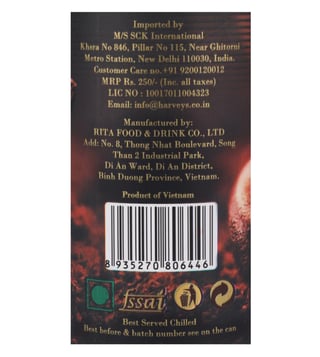 Imported by
M/S SCK International
Khsra No 846, Pillar No 115, Near Ghitorni
Metro Station, New Delhi 110030, India.
Customer Care no.+91 9200120012
MRP Rs. 250/- (Inc. all taxes)
LIC NO : 10017011004323
Email: info@harveys.co.in
Manufactured by:
RITA FOOD & DRINK CO., LTD
Add: No. 8, Thong Nhat Boulevard, Song
Than 2 Industrial Park,
Di An Ward, Di An District,
Binh Duong Province, Vietnam.
Product of Vietnam
8 935270 806446
fssai
Best Served Chilled
Best before & batch number see on the can